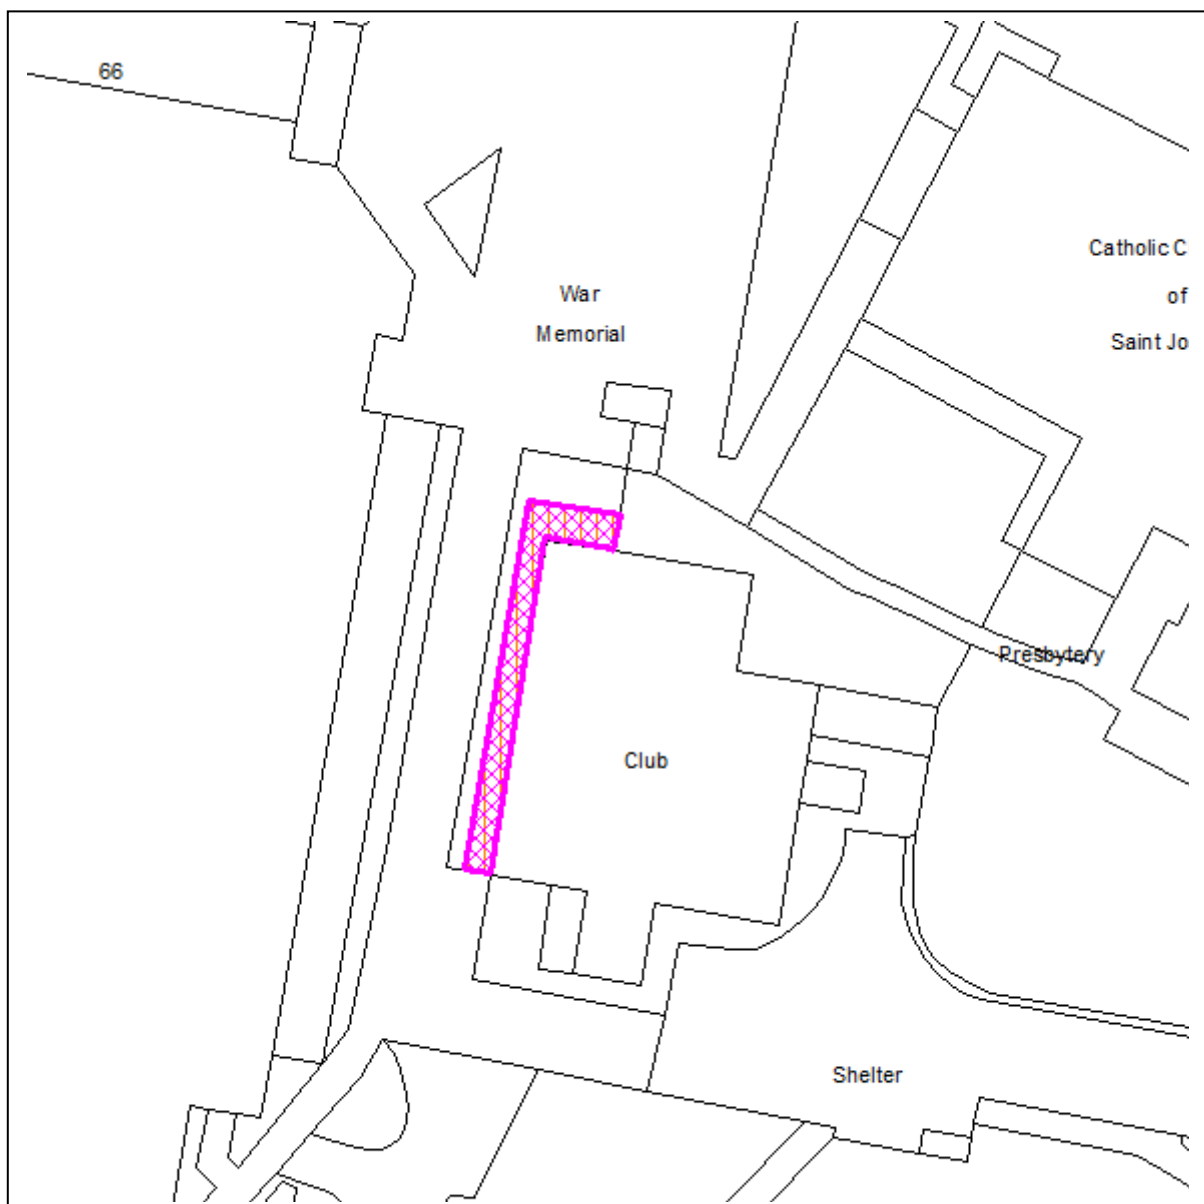 66
War
Memorial
Catholic C
of
Saint Jo
Presbytery
Club
Shelter